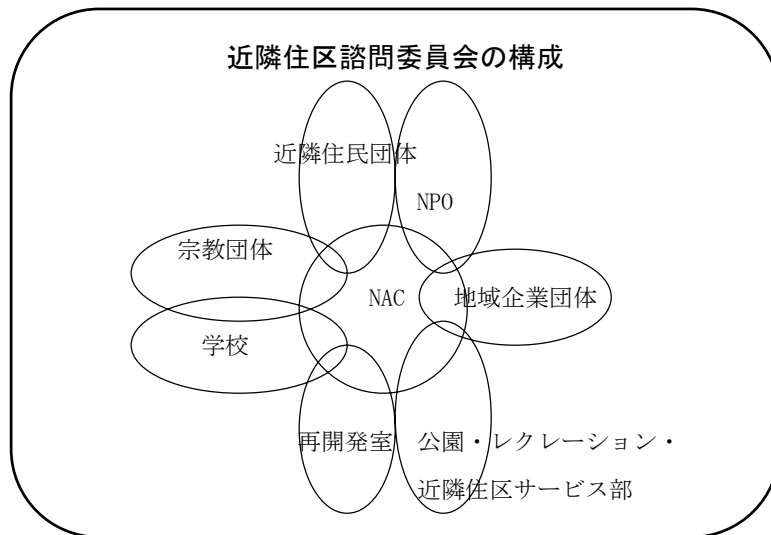 近隣住区諮問委員会の構成
近隣住民団体
NPO
宗教団体
NAC
地域企業団体
学校
再開発室
公園・レクレーション・
近隣住区サービス部